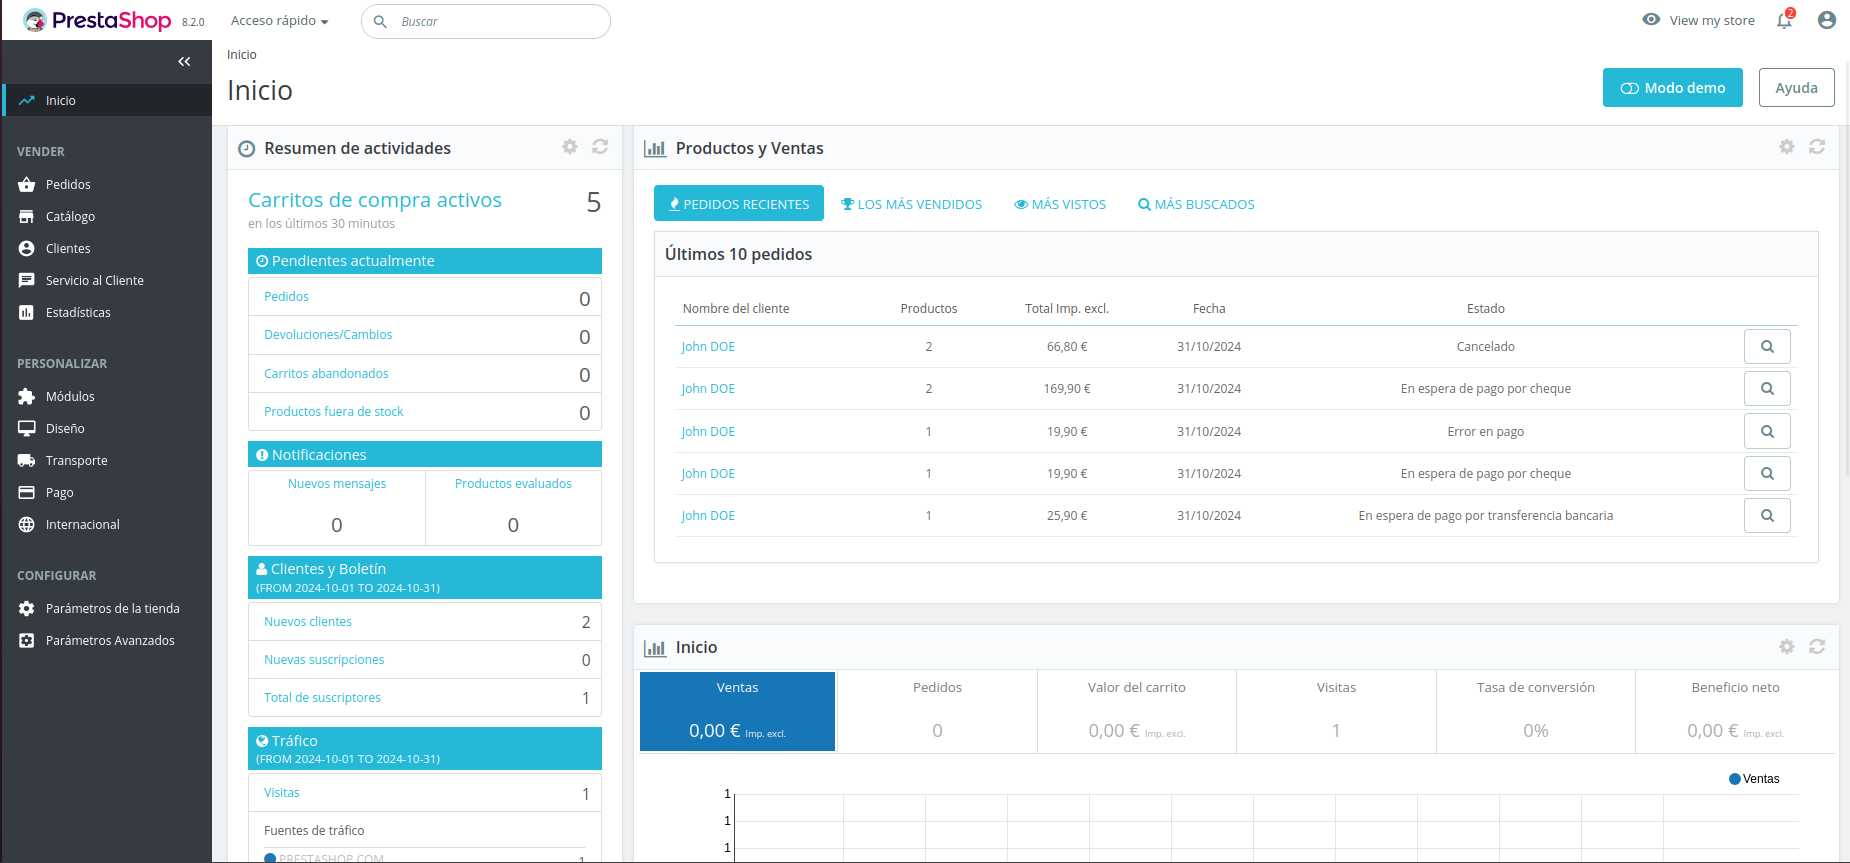 PrestaShop 8.2.0
Acceso rápido
Buscar
View my store
2
Inicio
Inicio
Modo demo
Ayuda
Inicio
VENDER
Pedidos
Catálogo
Clientes
Servicio al Cliente
Estadísticas
PERSONALIZAR
Módulos
Diseño
Transporte
Pago
Internacional
CONFIGURAR
Parámetros de la tienda
Parámetros Avanzados
Resumen de actividades
Carritos de compra activos 5
en los últimos 30 minutos
Pendientes actualmente
Pedidos 0
Devoluciones/Cambios 0
Carritos abandonados 0
Productos fuera de stock 0
Notificaciones
Nuevos mensajes Productos evaluados
0 0
Clientes y Boletín
(FROM 2024-10-01 TO 2024-10-31)
Nuevos clientes 2
Nuevas suscripciones 0
Total de suscriptores 1
Tráfico
(FROM 2024-10-01 TO 2024-10-31)
Visitas 1
Fuentes de tráfico
PRESTASHOP.COM 1
Productos y Ventas
PEDIDOS RECIENTES LOS MÁS VENDIDOS MÁS VISTOS MÁS BUSCADOS
Últimos 10 pedidos
Nombre del cliente Productos Total Imp. excl. Fecha Estado
John DOE 2 66,80 € 31/10/2024 Cancelado
John DOE 2 169,90 € 31/10/2024 En espera de pago por cheque
John DOE 1 19,90 € 31/10/2024 Error en pago
John DOE 1 19,90 € 31/10/2024 En espera de pago por cheque
John DOE 1 25,90 € 31/10/2024 En espera de pago por transferencia bancaria
Inicio
Ventas Pedidos Valor del carrito Visitas Tasa de conversión Beneficio neto
0,00 € Imp. excl. 0 0,00 € Imp. excl. 1 0% 0,00 € Imp. excl.
Ventas
1
1
1